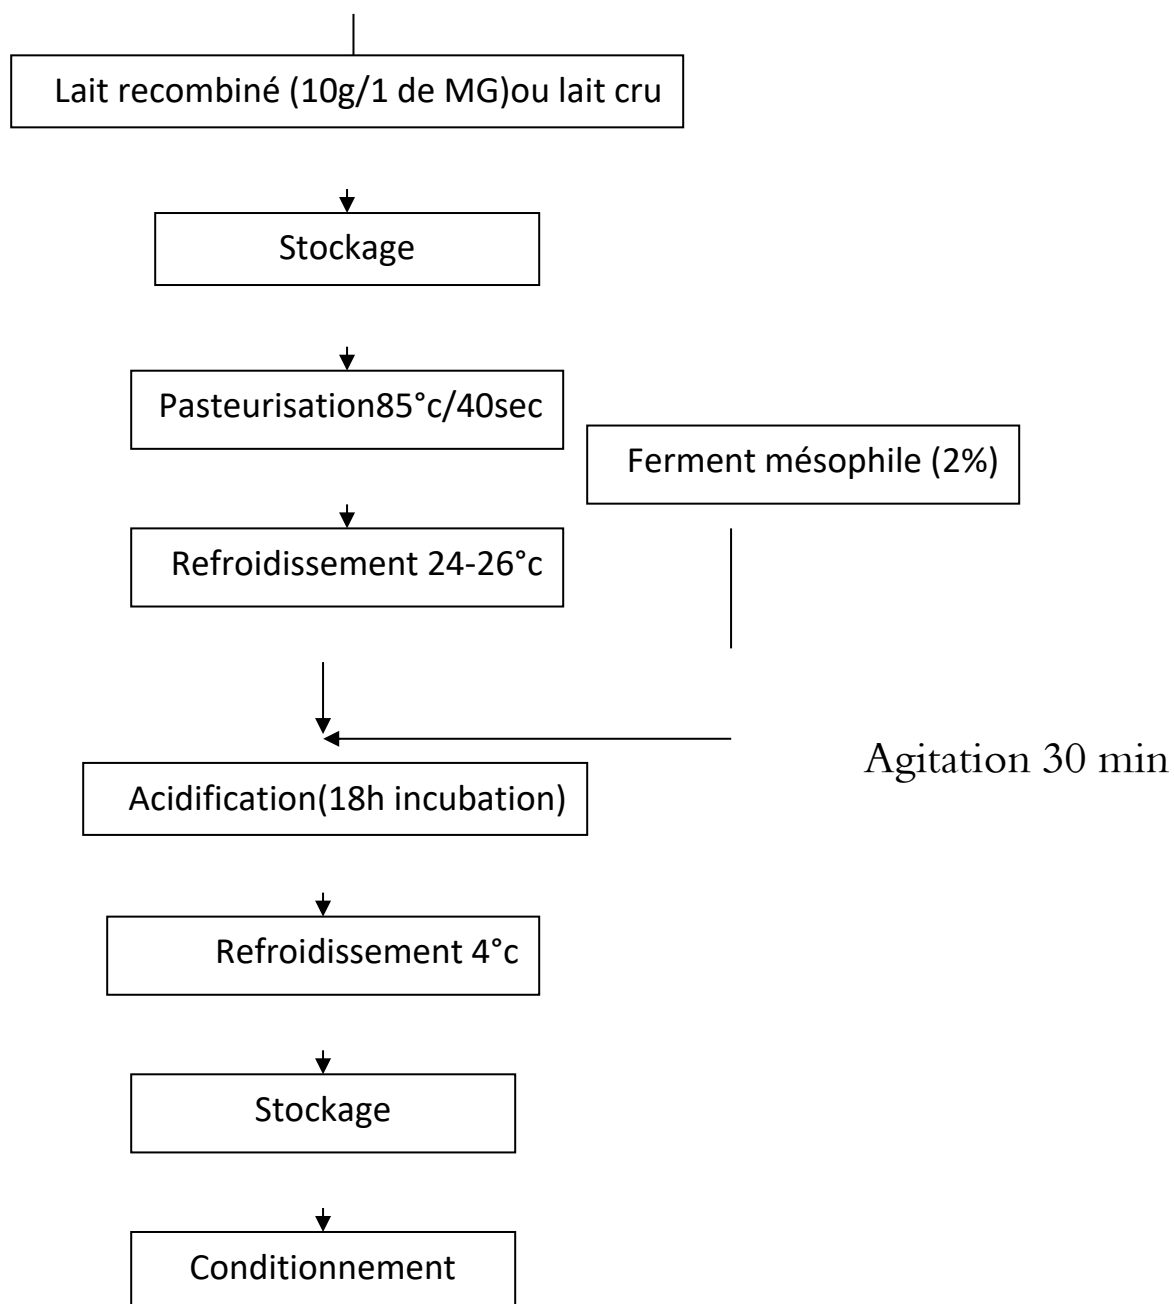 Lait recombiné (10g/1 de MG)ou lait cru
Stockage
Pasteurisation85°c/40sec
Ferment mésophile (2%)
Refroidissement 24-26°c
Agitation 30 min
Acidification(18h incubation)
Refroidissement 4°c
Stockage
Conditionnement